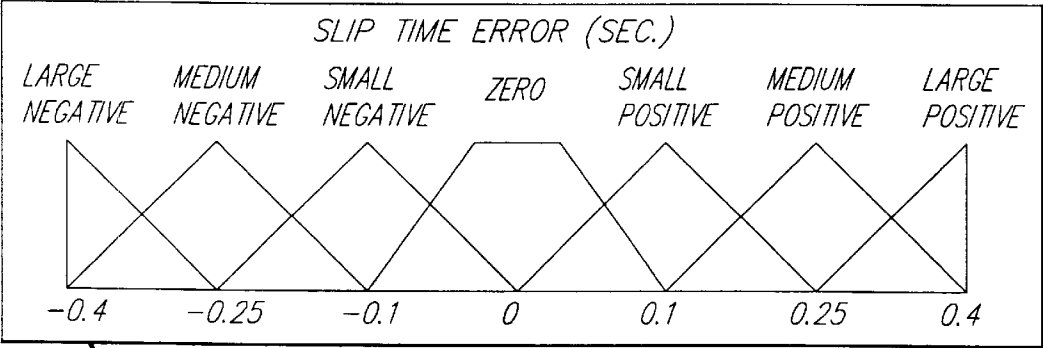 SLIP TIME ERROR (SEC.)
LARGE NEGATIVE
MEDIUM NEGATIVE
SMALL NEGATIVE
ZERO
SMALL POSITIVE
MEDIUM POSITIVE
LARGE POSITIVE
-0.4 -0.25 -0.1 0 0.1 0.25 0.4